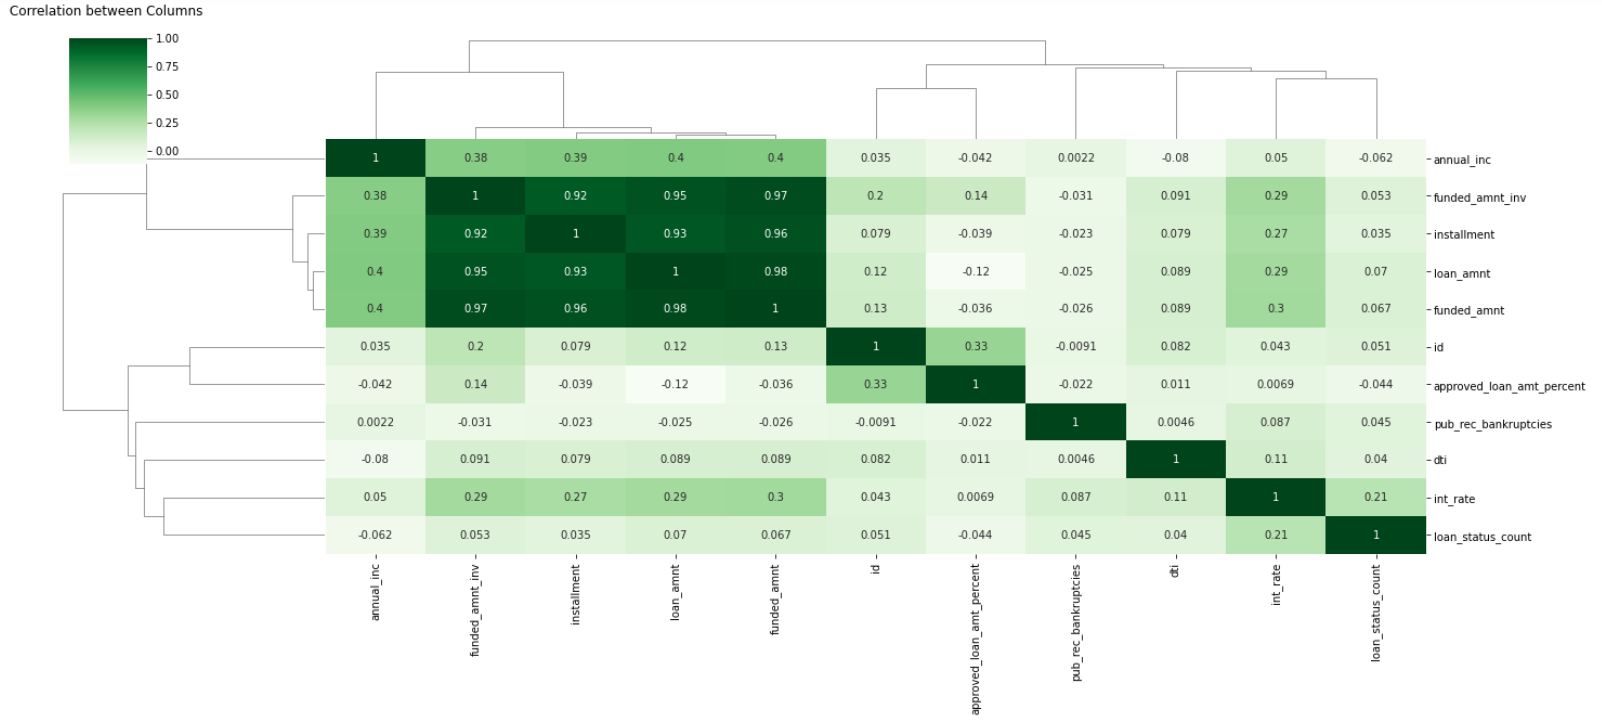 Correlation between Columns
1.00
0.75
0.50
0.25
0.00
1 0.38 0.39 0.4 0.4 0.035 -0.042 0.0022 -0.08 0.05 -0.062 annual_inc
0.38 1 0.92 0.95 0.97 0.2 0.14 -0.031 0.091 0.29 0.053 funded_amnt_inv
0.39 0.92 1 0.93 0.96 0.079 -0.039 -0.023 0.079 0.27 0.035 installment
0.4 0.95 0.93 1 0.98 0.12 -0.12 -0.025 0.089 0.29 0.07 loan_amnt
0.4 0.97 0.96 0.98 1 0.13 -0.036 -0.026 0.089 0.3 0.067 funded_amnt
0.035 0.2 0.079 0.12 0.13 1 0.33 -0.0091 0.082 0.043 0.051 id
-0.042 0.14 -0.039 -0.12 -0.036 0.33 1 -0.022 0.011 0.0069 -0.044 approved_loan_amt_percent
0.0022 -0.031 -0.023 -0.025 -0.026 -0.0091 -0.022 1 0.0046 0.087 0.045 pub_rec_bankruptcies
-0.08 0.091 0.079 0.089 0.089 0.082 0.011 0.0046 1 0.11 0.04 dti
0.05 0.29 0.27 0.29 0.3 0.043 0.0069 0.087 0.11 1 0.21 int_rate
-0.062 0.053 0.035 0.07 0.067 0.051 -0.044 0.045 0.04 0.21 1 loan_status_count
annual_inc
funded_amnt_inv
installment
loan_amnt
funded_amnt
id
approved_loan_amt_percent
pub_rec_bankruptcies
dti
int_rate
loan_status_count